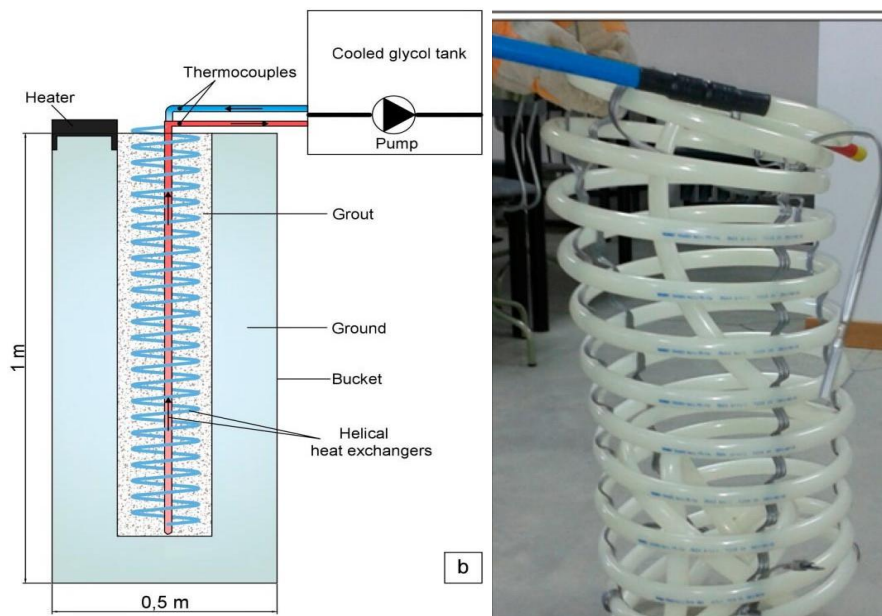 Cooled glycol tank
Thermocouples
Heater
Pump
Grout
Ground
1 m
Bucket
Helical
heat exchangers
b
0,5 m